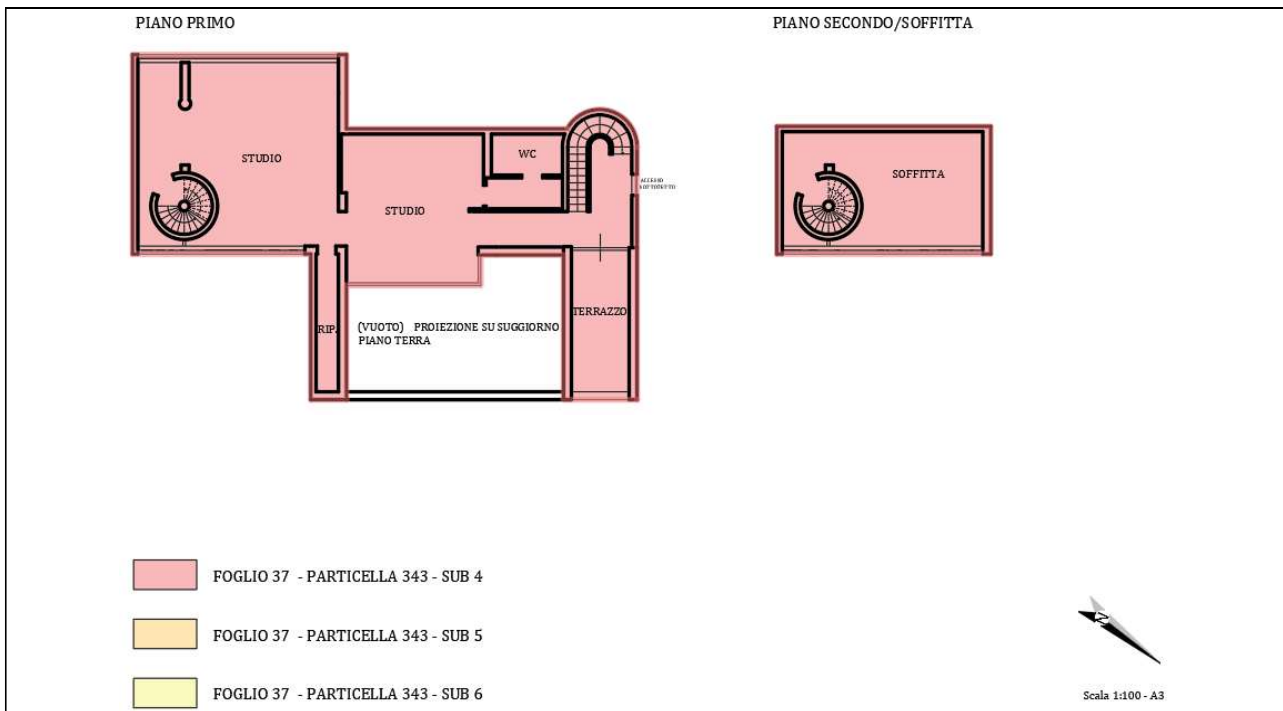 PIANO PRIMO
PIANO SECONDO/SOFFITTA
STUDIO
WC
ACCESSO
SOTTOTETTO
SOFFITTA
STUDIO
RIP.
(VUOTO) PROIEZIONE SU SUGGIORNO
PIANO TERRA
TERRAZZO
FOGLIO 37 - PARTICELLA 343 - SUB 4
FOGLIO 37 - PARTICELLA 343 - SUB 5
FOGLIO 37 - PARTICELLA 343 - SUB 6
N
Scala 1:100 - A3